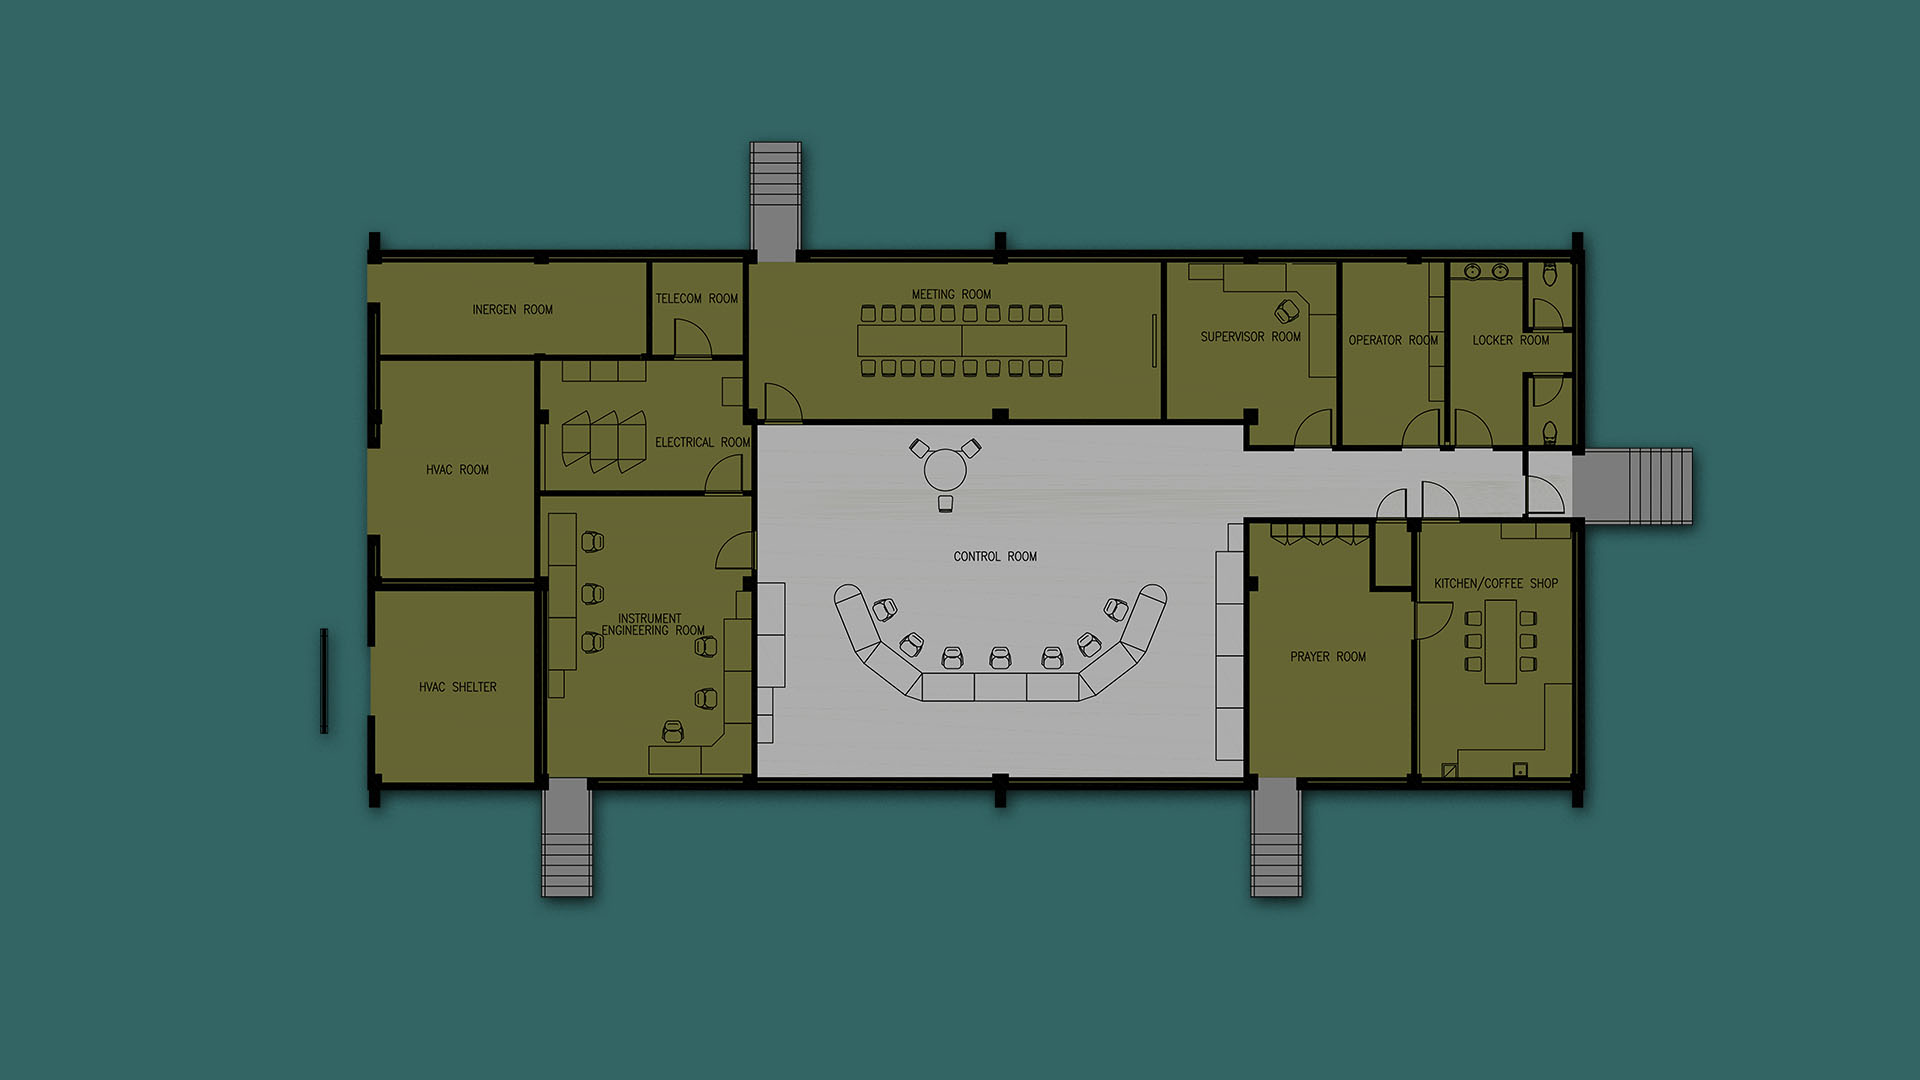 MEETING ROOM
TELECOM ROOM
INERGEN ROOM
SUPERVISOR ROOM
OPERATOR ROOM
LOCKER ROOM
ELECTRICAL ROOM
HVAC ROOM
CONTROL ROOM
KITCHEN/COFFEE SHOP
INSTRUMENT
ENGINEERING ROOM
PRAYER ROOM
HVAC SHELTER